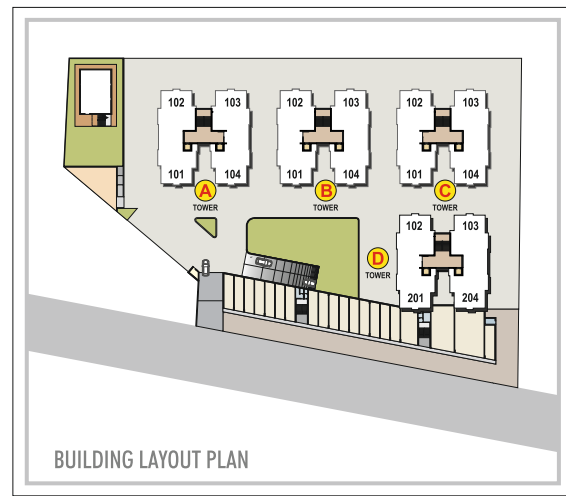 102 103 102 103 102 103
101 104 101 104 101 104
A B C
TOWER TOWER TOWER
102 103
D
TOWER
201 204
BUILDING LAYOUT PLAN